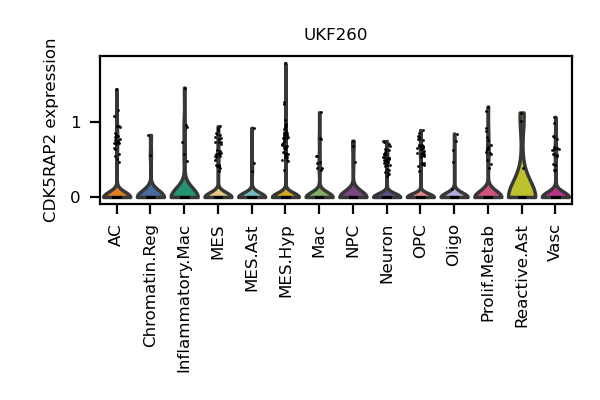 UKF260
CDK5RAP2 expression
1
0
AC
Chromatin.Reg
Inflammatory.Mac
MES
MES.Ast
MES.Hyp
Mac
NPC
Neuron
OPC
Oligo
Prolif.Metab
Reactive.Ast
Vasc